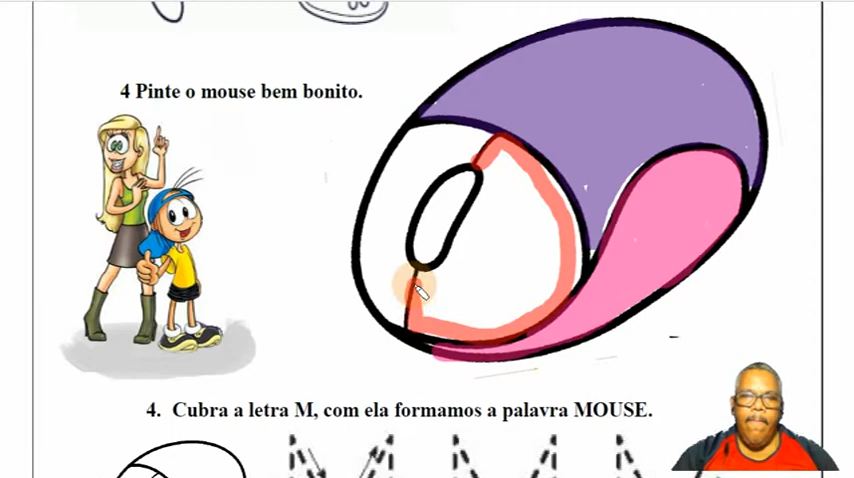 4 Pinte o mouse bem bonito.
4. Cubra a letra M, com ela formamos a palavra MOUSE.